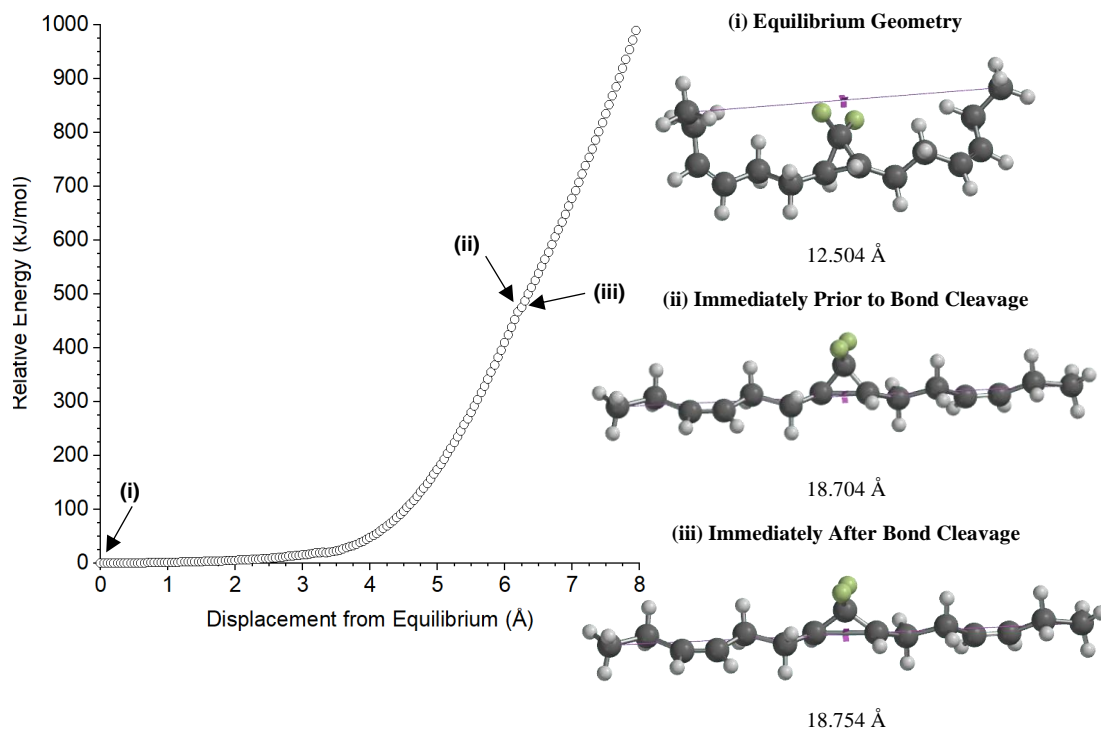 1000
900
800
700
600
500
400
300
200
100
0
Relative Energy (kJ/mol)
0 1 2 3 4 5 6 7 8
Displacement from Equilibrium (Å)
(i)
(ii)
(iii)
(i) Equilibrium Geometry
12.504 Å
(ii) Immediately Prior to Bond Cleavage
18.704 Å
(iii) Immediately After Bond Cleavage
18.754 Å